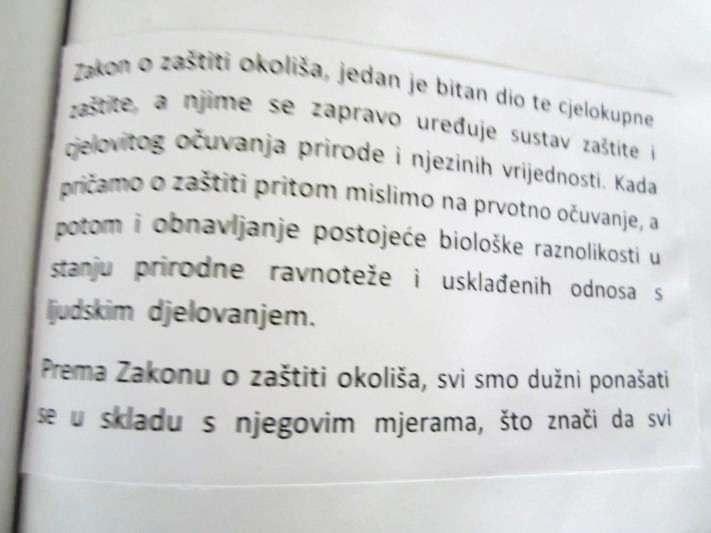 Zakon o zaštiti okoliša, jedan je bitan dio te cjelokupne
zaštite, a njime se zapravo uređuje sustav zaštite i
cjelovitog očuvanja prirode i njezinih vrijednosti. Kada
pričamo o zaštiti pritom mislimo na prvotno očuvanje, a
potom i obnavljanje postojeće biološke raznolikosti u
stanju prirodne ravnoteže i usklađenih odnosa s
ljudskim djelovanjem.
Prema Zakonu o zaštiti okoliša, svi smo dužni ponašati
se u skladu s njegovim mjerama, što znači da svi